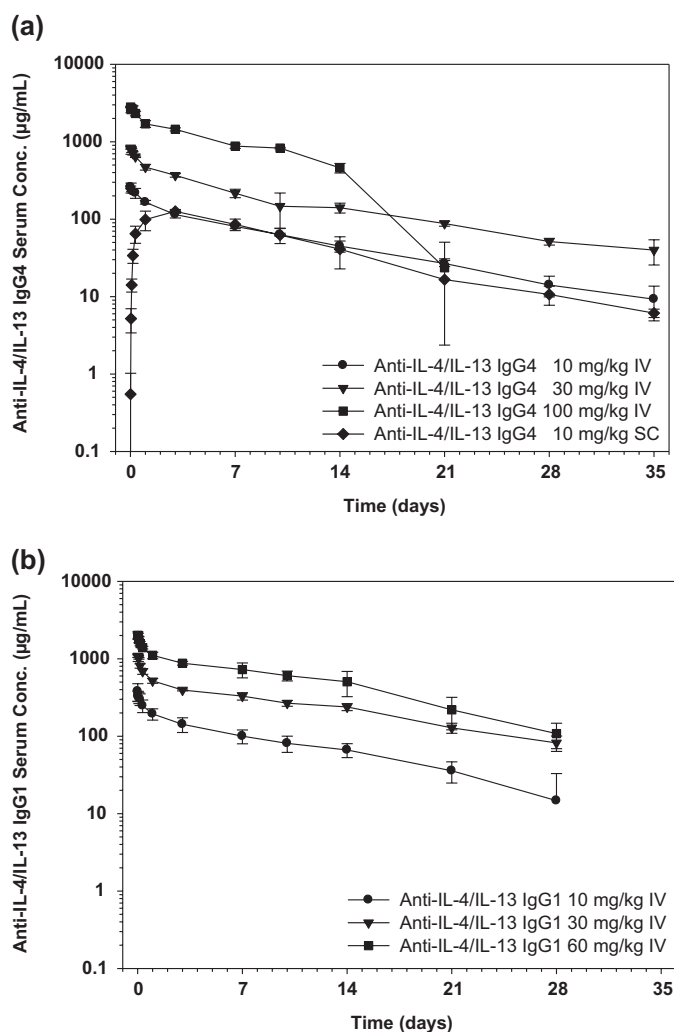 (a)
Anti-IL-4/IL-13 IgG4 Serum Conc. (µg/mL)
10000
1000
100
10
1
0.1
Anti-IL-4/IL-13 IgG4 10 mg/kg IV
Anti-IL-4/IL-13 IgG4 30 mg/kg IV
Anti-IL-4/IL-13 IgG4 100 mg/kg IV
Anti-IL-4/IL-13 IgG4 10 mg/kg SC
0 7 14 21 28 35
Time (days)
(b)
Anti-IL-4/IL-13 IgG1 Serum Conc. (µg/mL)
10000
1000
100
10
1
0.1
Anti-IL-4/IL-13 IgG1 10 mg/kg IV
Anti-IL-4/IL-13 IgG1 30 mg/kg IV
Anti-IL-4/IL-13 IgG1 60 mg/kg IV
0 7 14 21 28 35
Time (days)